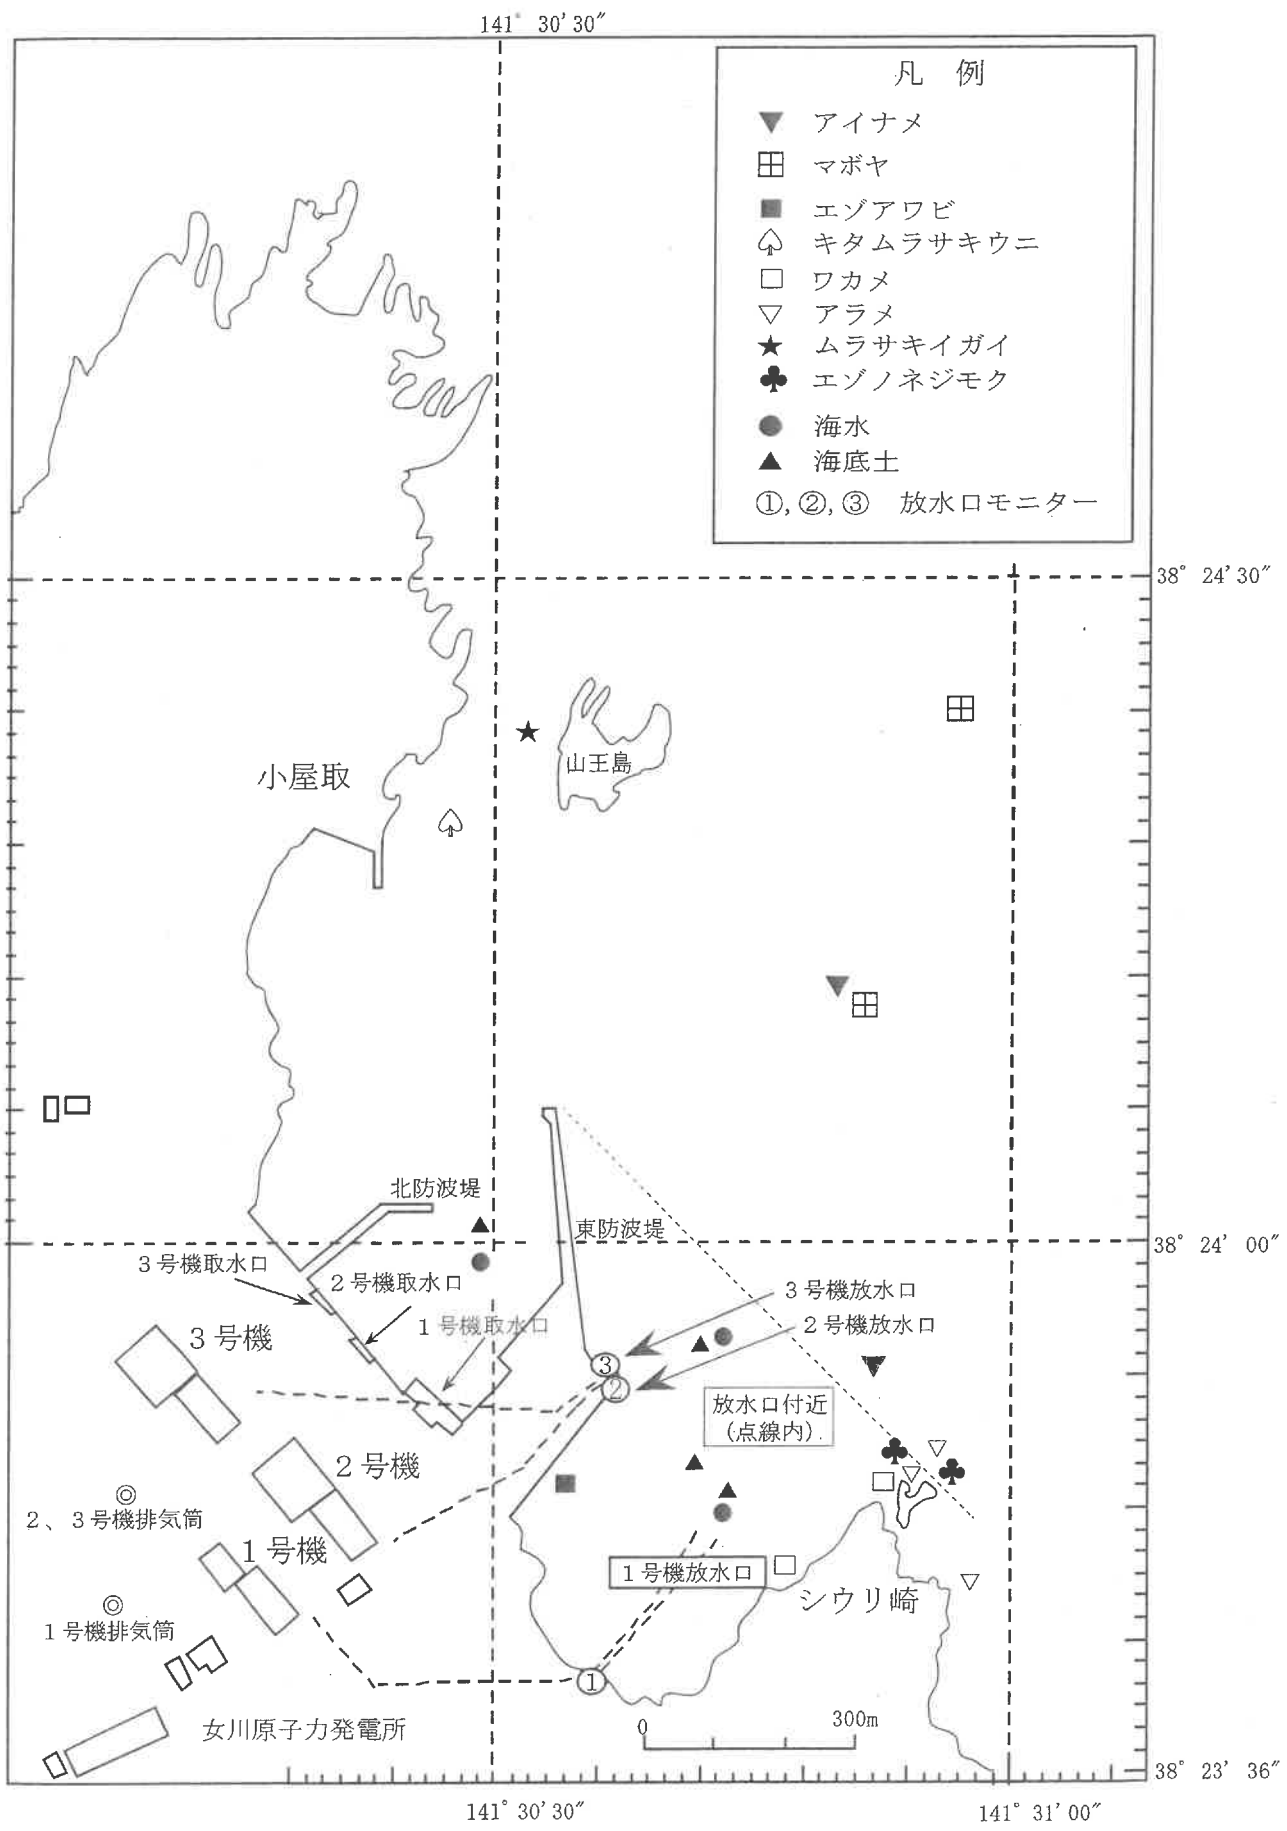 141° 30′30″
凡 例
アイナメ
マボヤ
エゾアワビ
キタムラサキウニ
ワカメ
アラメ
ムラサキイガイ
エゾノネジモク
海水
海底土
①,②,③ 放水口モニター
38° 24′30″
山王島
小屋取
北防波堤
東防波堤
38° 24′ 00″
3号機取水口
2号機取水口
1号機取水口
3号機放水口
2号機放水口
3号機
③
②
放水口付近
(点線内)
2号機
2、3号機排気筒
1号機
1号機放水口
シウリ崎
1号機排気筒
①
女川原子力発電所
0 300m
38° 23′ 36″
141° 30′30″
141° 31′00″